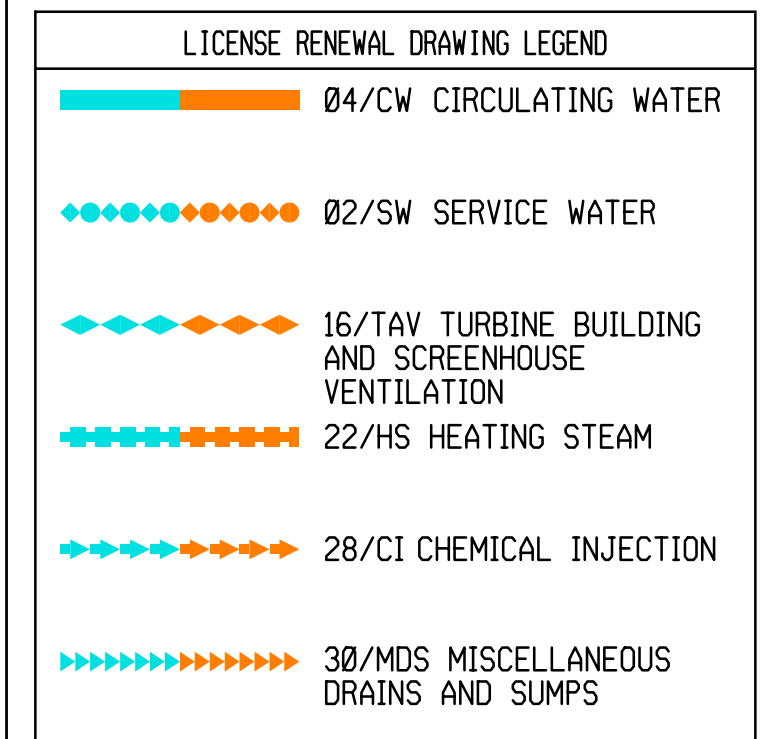 LICENSE RENEWAL DRAWING LEGEND
Ø4/CW CIRCULATING WATER
Ø2/SW SERVICE WATER
16/TAV TURBINE BUILDING
AND SCREENHOUSE
VENTILATION
22/HS HEATING STEAM
28/CI CHEMICAL INJECTION
3Ø/MDS MISCELLANEOUS
DRAINS AND SUMPS